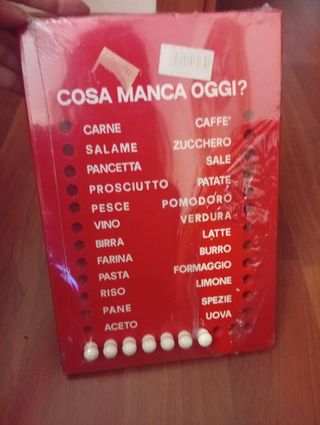 COSA MANCA OGGI?
CARNE
SALAME
PANCETTA
PROSCIUTTO
PESCE
VINO
BIRRA
FARINA
PASTA
RISO
PANE
ACETO
CAFFE'
ZUCCHERO
SALE
PATATE
POMODORO
VERDURA
LATTE
BURRO
FORMAGGIO
LIMONE
SPEZIE
UOVA